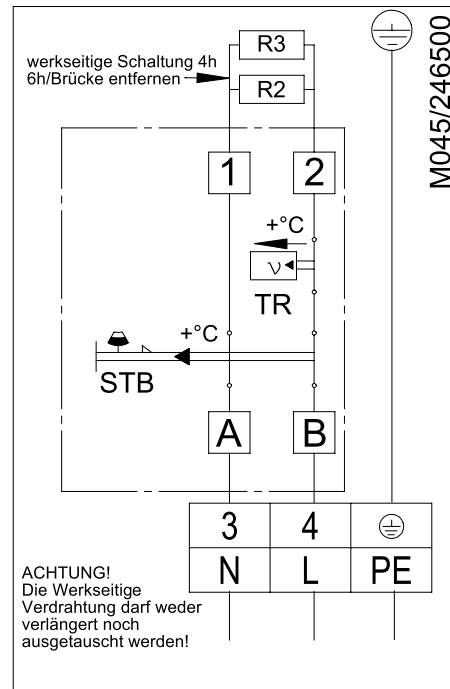 R3
werkseitige Schaltung 4h
6h/Brücke entfernen
R2
M045/246500
1 2
+°C
ν
TR
+°C
STB
A B
3 4
N L PE
ACHTUNG!
Die Werkseitige
Verdrahtung darf weder
verlängert noch
ausgetauscht werden!